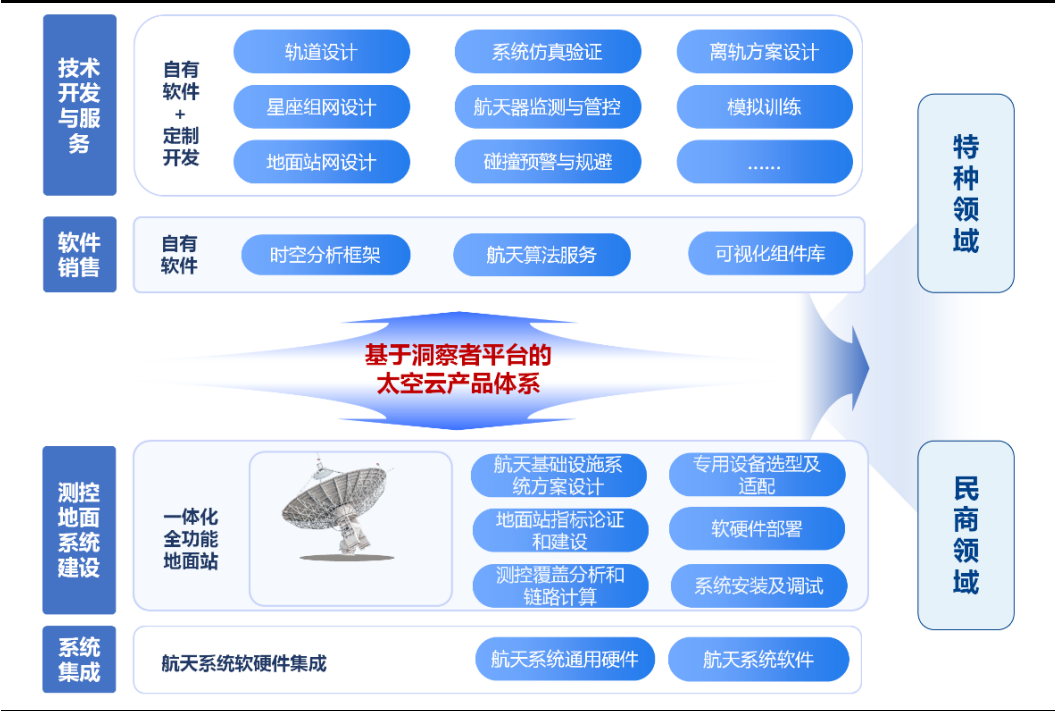 技术
开发
与服
务
自有
软件
+
定制
开发
轨道设计
系统仿真验证
离轨方案设计
星座组网设计
航天器监测与管控
模拟训练
地面站网设计
碰撞预警与规避
……
软件
销售
自有
软件
时空分析框架
航天算法服务
可视化组件库
基于洞察者平台的
太空云产品体系
测控
地面
系统
建设
一体化
全功能
地面站
航天基础设施系
统方案设计
专用设备选型及
适配
地面站指标论证
和建设
软硬件部署
测控覆盖分析和
链路计算
系统安装及调试
系统
集成
航天系统软硬件集成
航天系统通用硬件
航天系统软件
特
种
领
域
民
商
领
域